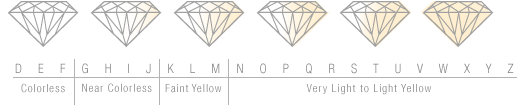 D E F G H I J K L M N O P Q R S T U V W X Y Z
Colorless Near Colorless Faint Yellow Very Light to Light Yellow